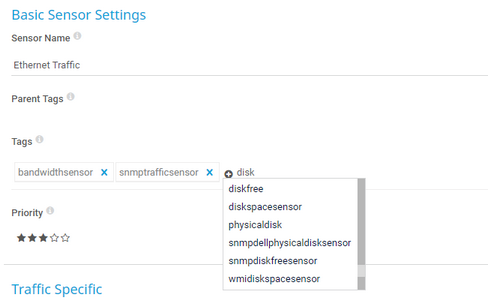 Basic Sensor Settings
Sensor Name
Ethernet Traffic
Parent Tags
Tags
bandwidthsensor snmptrafficsensor disk
diskfree
diskspacesensor
physicaldisk
snmpdellphysicaldisksensor
snmpdiskfreesensor
wmidiskspacesensor
Priority
Traffic Specific